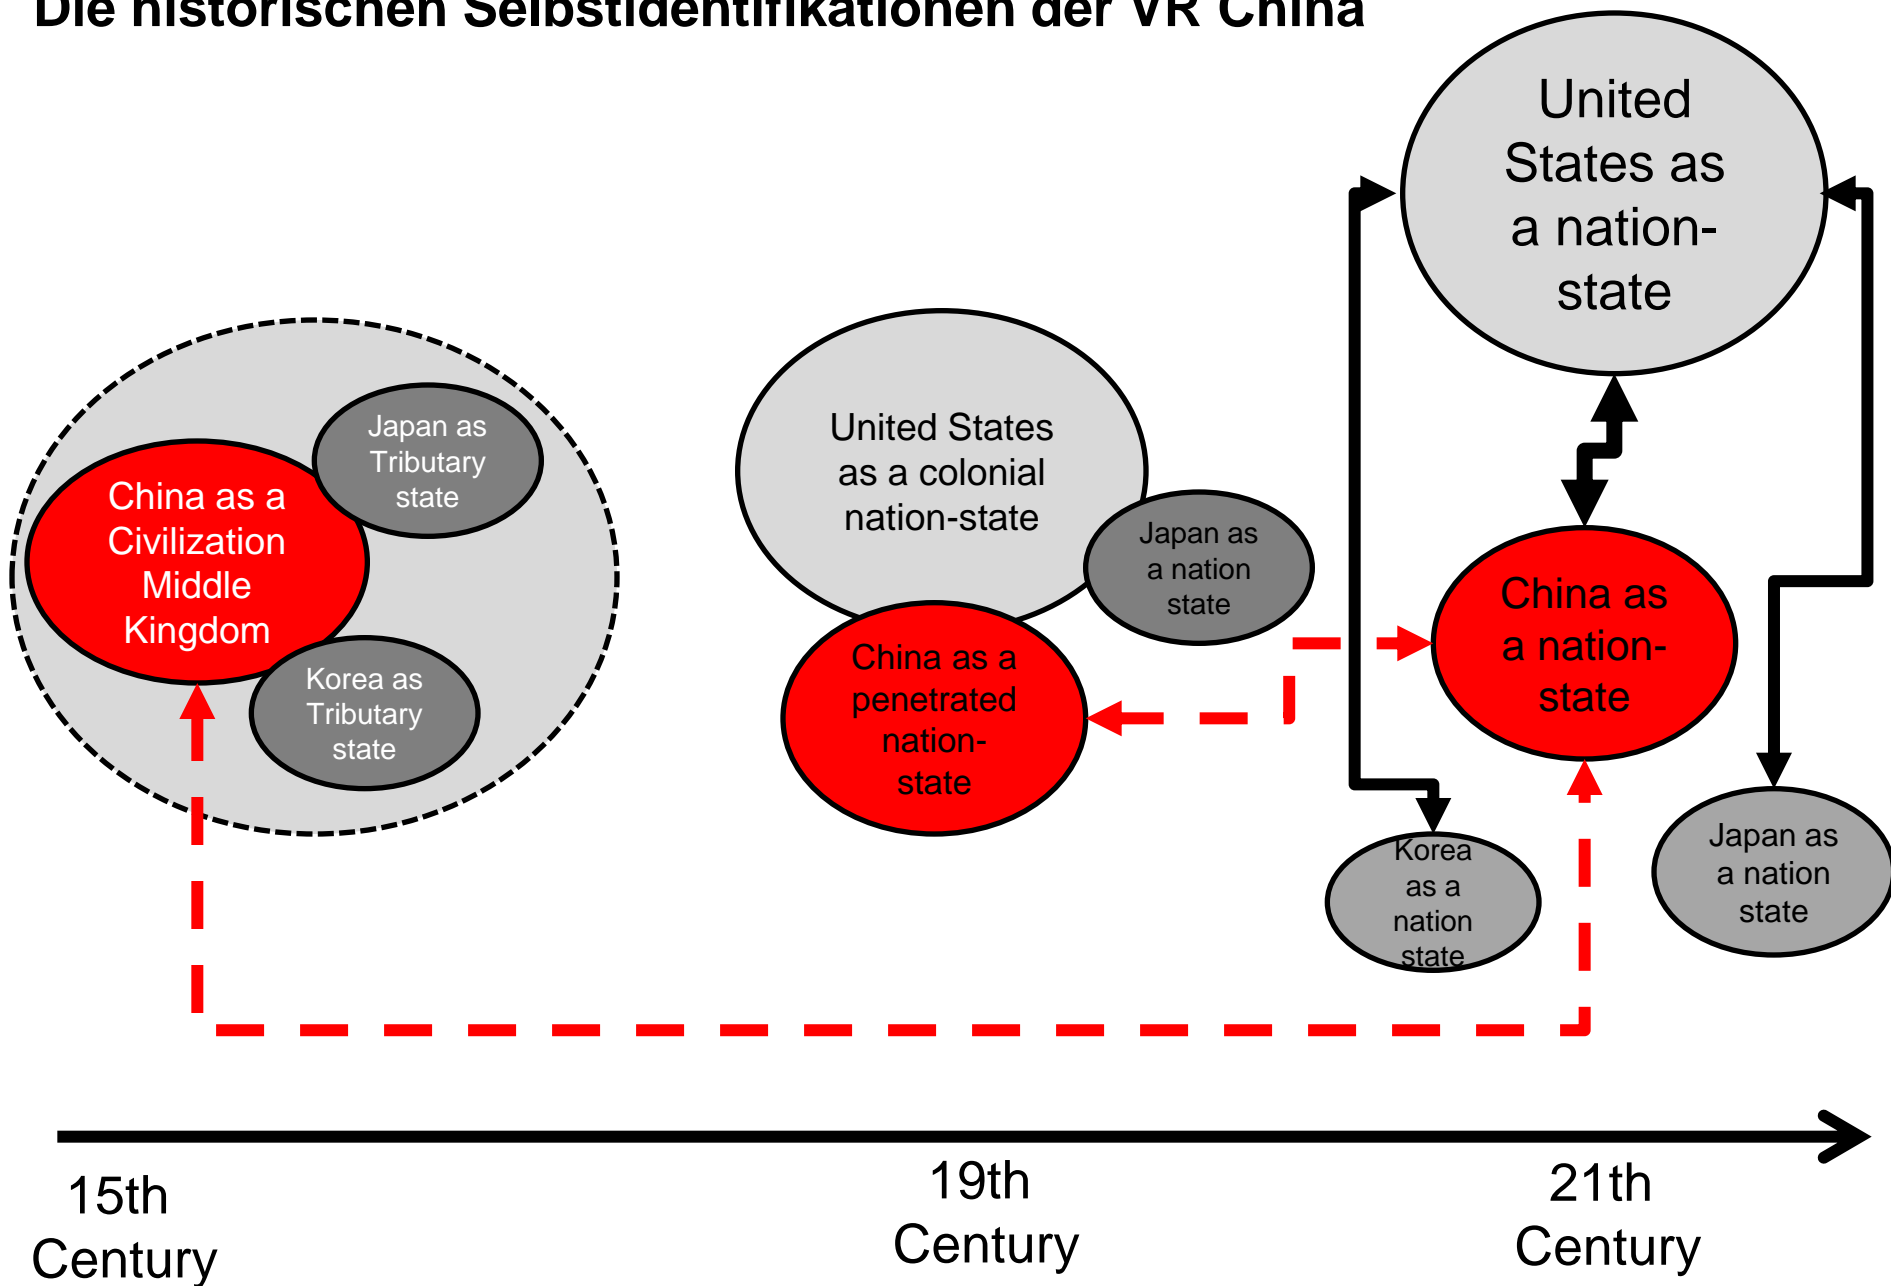 Die historischen Selbstidentifikationen der VR China
United
States as
a nation-
state
Japan as
Tributary
state
China as a
Civilization
Middle
Kingdom
Korea as
Tributary
state
United States
as a colonial
nation-state
Japan as
a nation
state
China as a
penetrated
nation-
state
China as
a nation-
state
Korea
as a
nation
state
Japan as
a nation
state
15th
Century
19th
Century
21th
Century